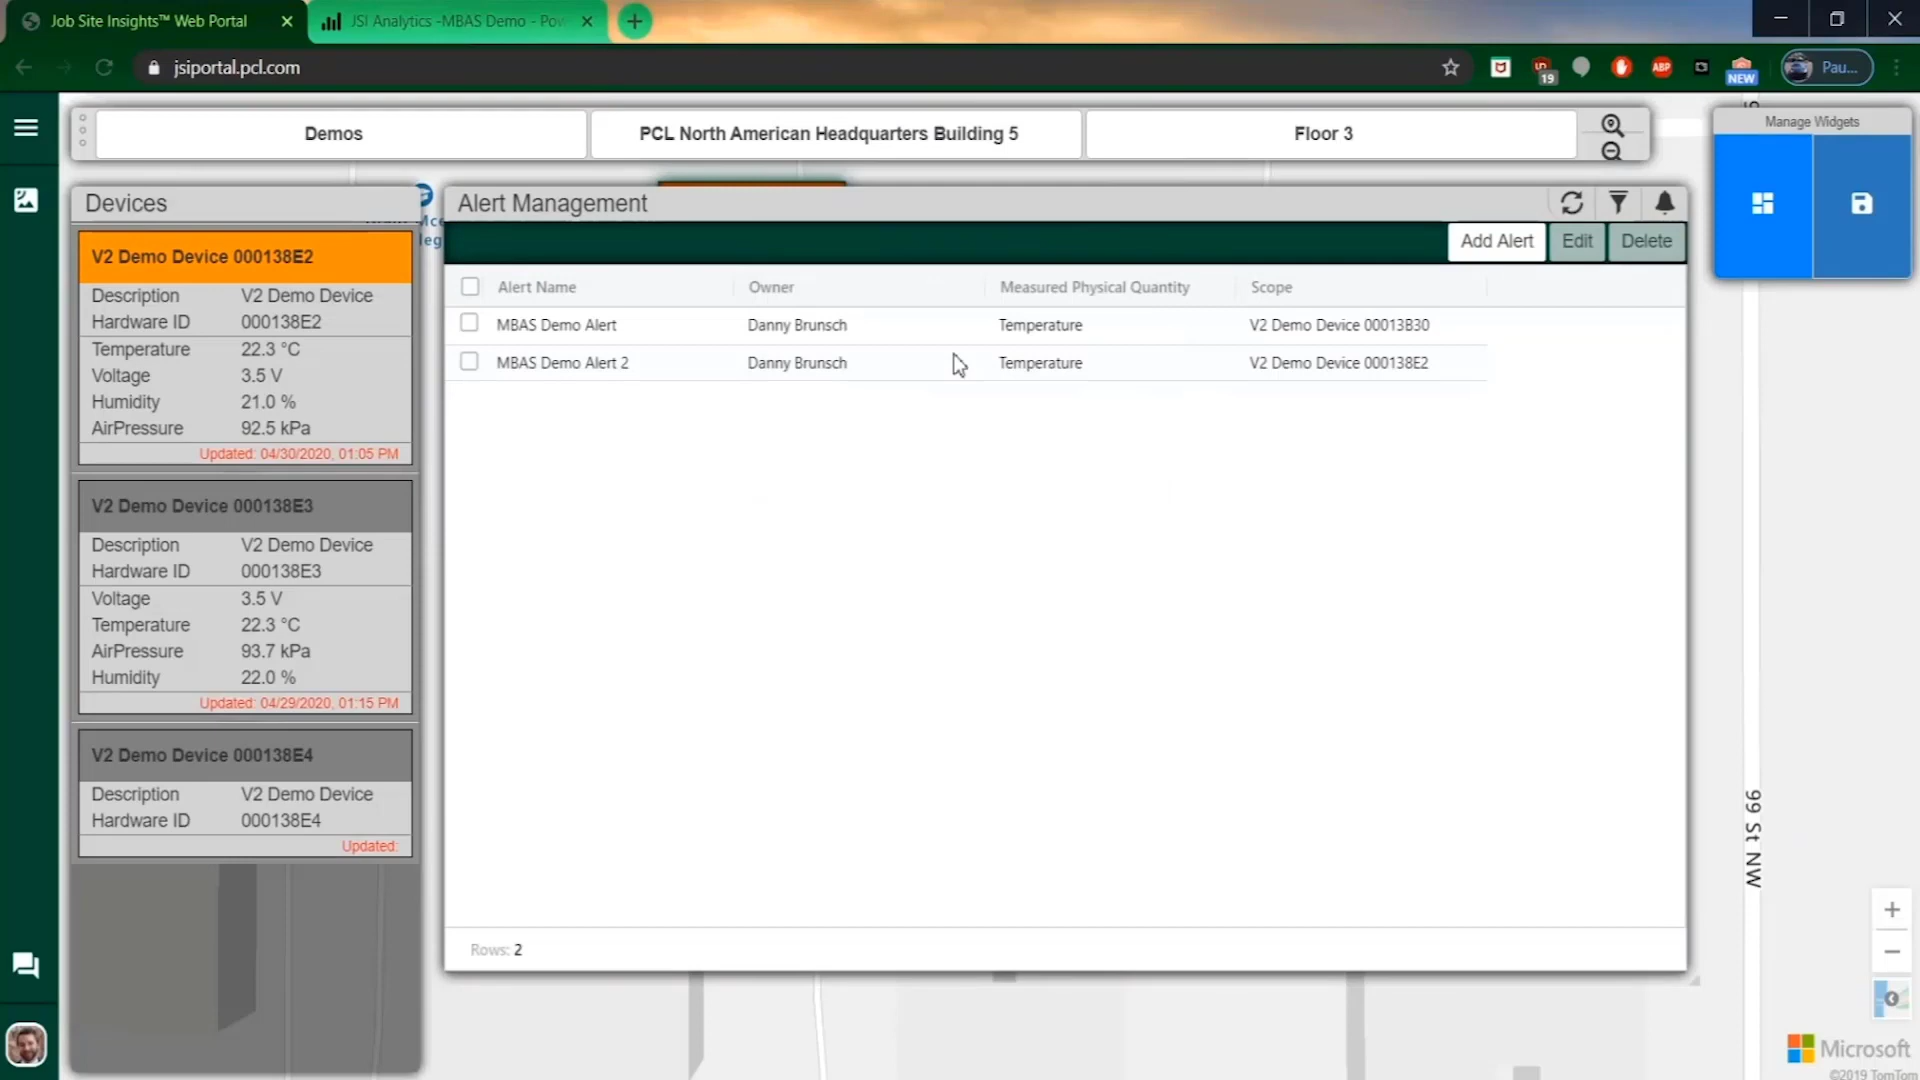 Job Site Insights™ Web Portal
JSI Analytics -MBAS Demo - Pow
jsiportal.pcl.com
19
ABP
NEW
Pau...
Demos
PCL North American Headquarters Building 5
Floor 3
Manage Widgets
Devices
Alert Management
Add Alert
Edit
Delete
V2 Demo Device 000138E2
Description V2 Demo Device
Hardware ID 000138E2
Temperature 22.3 °C
Voltage 3.5 V
Humidity 21.0 %
AirPressure 92.5 kPa
Updated: 04/30/2020, 01:05 PM
V2 Demo Device 000138E3
Description V2 Demo Device
Hardware ID 000138E3
Voltage 3.5 V
Temperature 22.3 °C
AirPressure 93.7 kPa
Humidity 22.0 %
Updated: 04/29/2020, 01:15 PM
V2 Demo Device 000138E4
Description V2 Demo Device
Hardware ID 000138E4
Updated:
Alert Name Owner Measured Physical Quantity Scope
MBAS Demo Alert Danny Brunsch Temperature V2 Demo Device 00013B30
MBAS Demo Alert 2 Danny Brunsch Temperature V2 Demo Device 000138E2
Rows: 2
99 St NW
Microsoft
©2019 TomTom